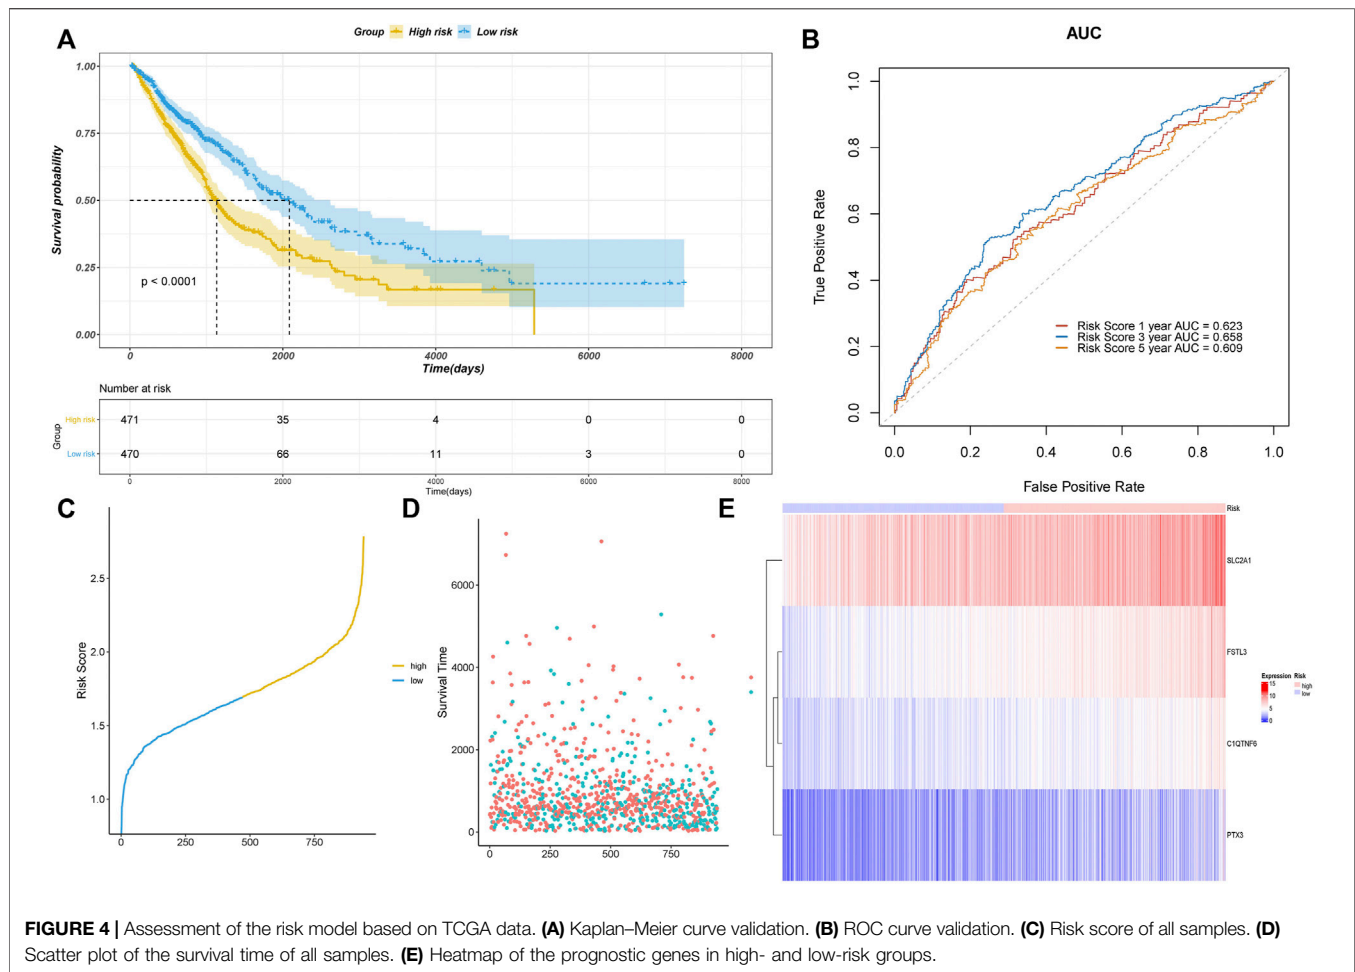 A
Group High risk Low risk
1.00
0.75
0.50
0.25
0.00
Survival probability
p < 0.0001
0 2000 4000 6000 8000
Time(days)
Number at risk
Group
High risk 471 35 4 0 0
Low risk 470 66 11 3 0
0 2000 4000 6000 8000
Time(days)
B
AUC
1.0
0.8
0.6
0.4
0.2
0.0
True Positive Rate
Risk Score 1 year AUC = 0.623
Risk Score 3 year AUC = 0.658
Risk Score 5 year AUC = 0.609
0.0 0.2 0.4 0.6 0.8 1.0
False Positive Rate
C
2.5
2.0
1.5
1.0
Risk Score
high
low
0 250 500 750
D
6000
4000
2000
0
Survival Time
0 250 500 750
E
Risk
SLC2A1
FSTL3
C1QTNF6
PTX3
Expression Risk
15 high
10 low
5
0
FIGURE 4 | Assessment of the risk model based on TCGA data. (A) Kaplan–Meier curve validation. (B) ROC curve validation. (C) Risk score of all samples. (D)
Scatter plot of the survival time of all samples. (E) Heatmap of the prognostic genes in high- and low-risk groups.